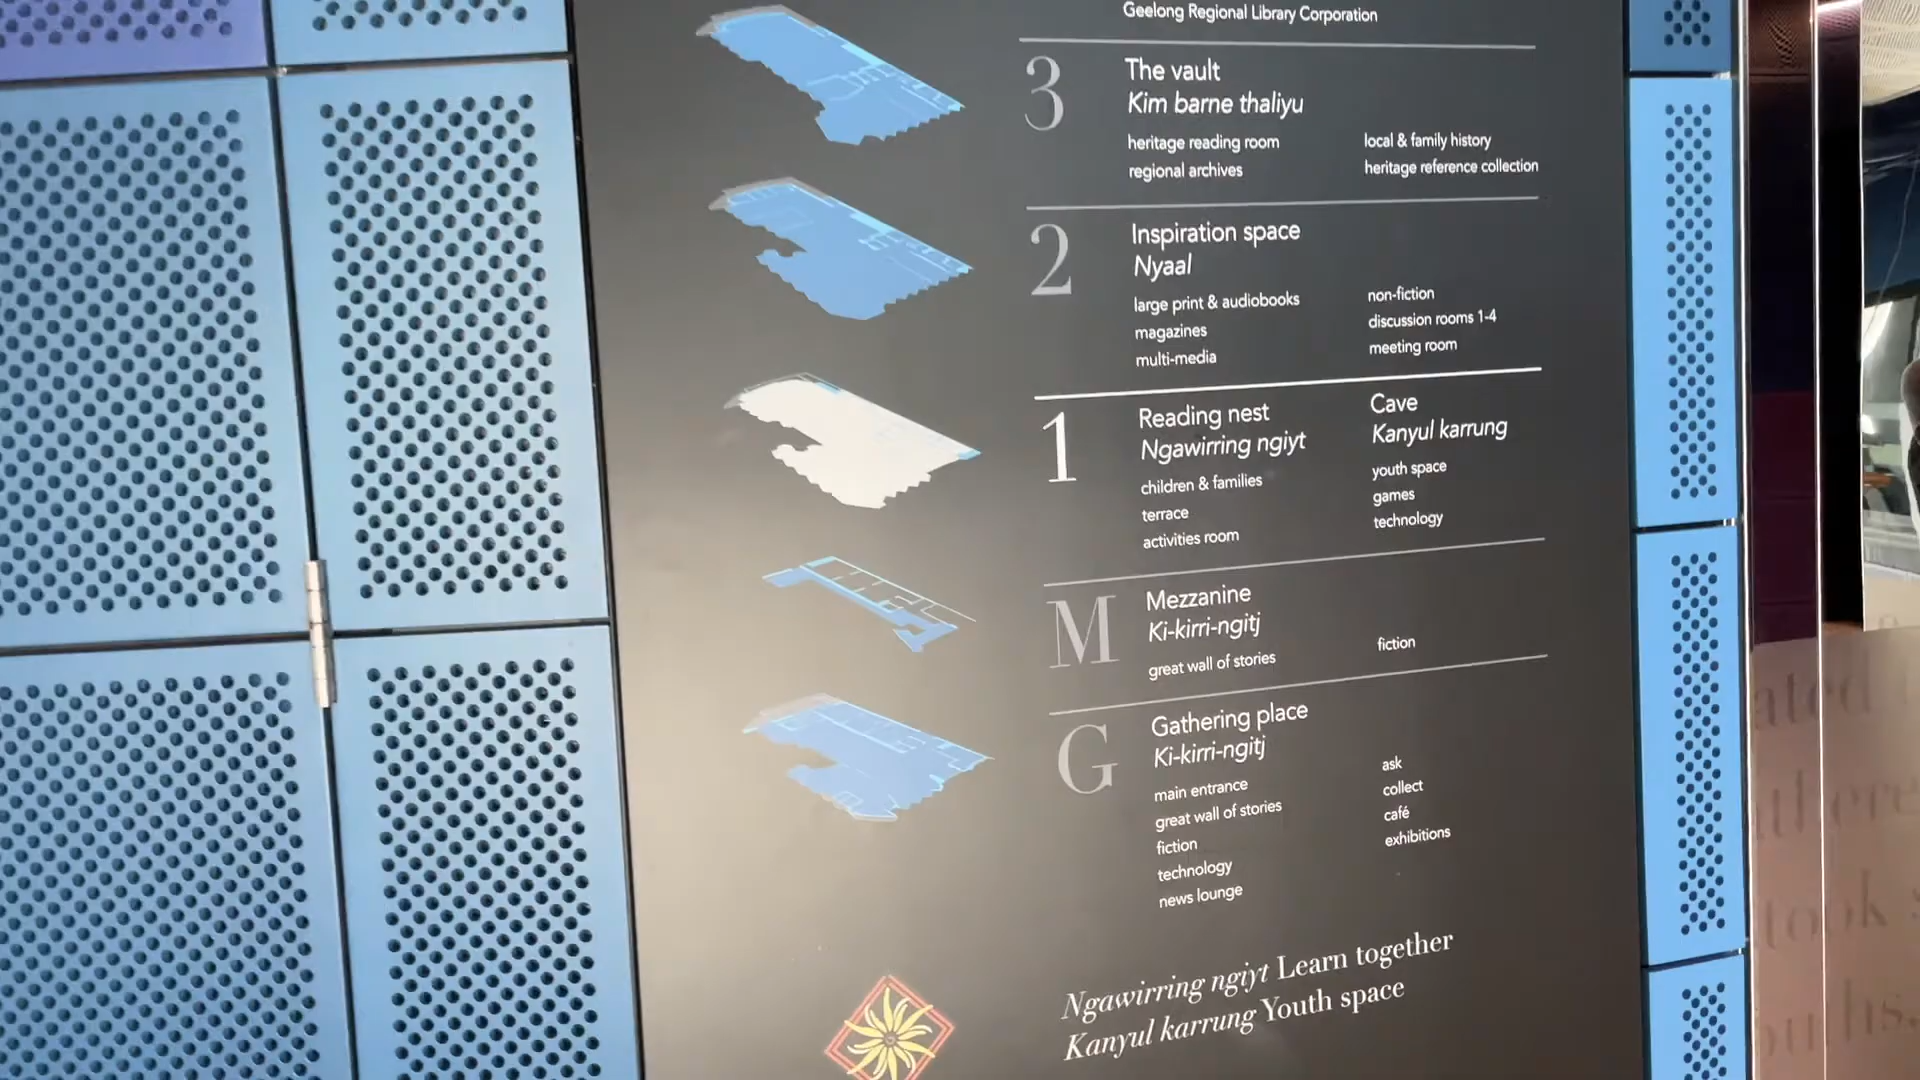 Geelong Regional Library Corporation
3
The vault
Kim barne thaliyu
heritage reading room
regional archives
local & family history
heritage reference collection
2
Inspiration space
Nyaal
large print & audiobooks
magazines
multi-media
non-fiction
discussion rooms 1-4
meeting room
1
Reading nest
Ngawirring ngiyt
children & families
terrace
activities room
Cave
Kanyul karrung
youth space
games
technology
M
Mezzanine
Ki-kirri-ngitj
great wall of stories
fiction
G
Gathering place
Ki-kirri-ngitj
main entrance
great wall of stories
fiction
technology
news lounge
ask
collect
café
exhibitions
Ngawirring ngiyt Learn together
Kanyul karrung Youth space
took